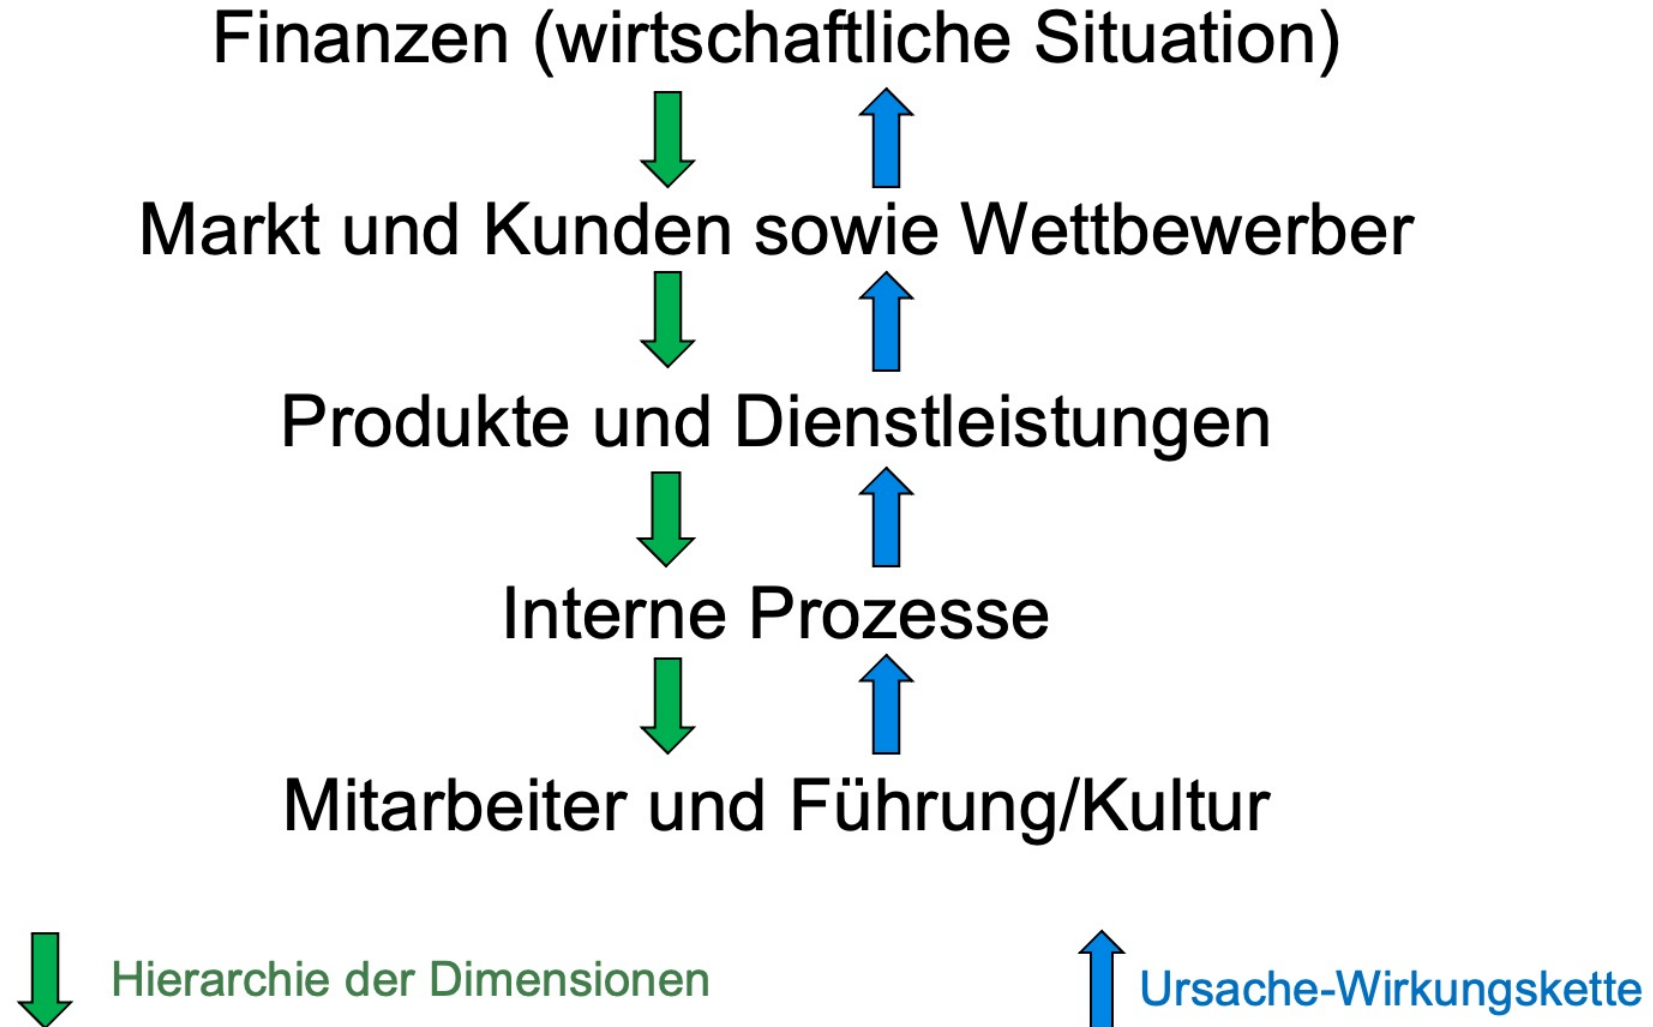 Finanzen (wirtschaftliche Situation)
Markt und Kunden sowie Wettbewerber
Produkte und Dienstleistungen
Interne Prozesse
Mitarbeiter und Führung/Kultur
Hierarchie der Dimensionen
Ursache-Wirkungskette